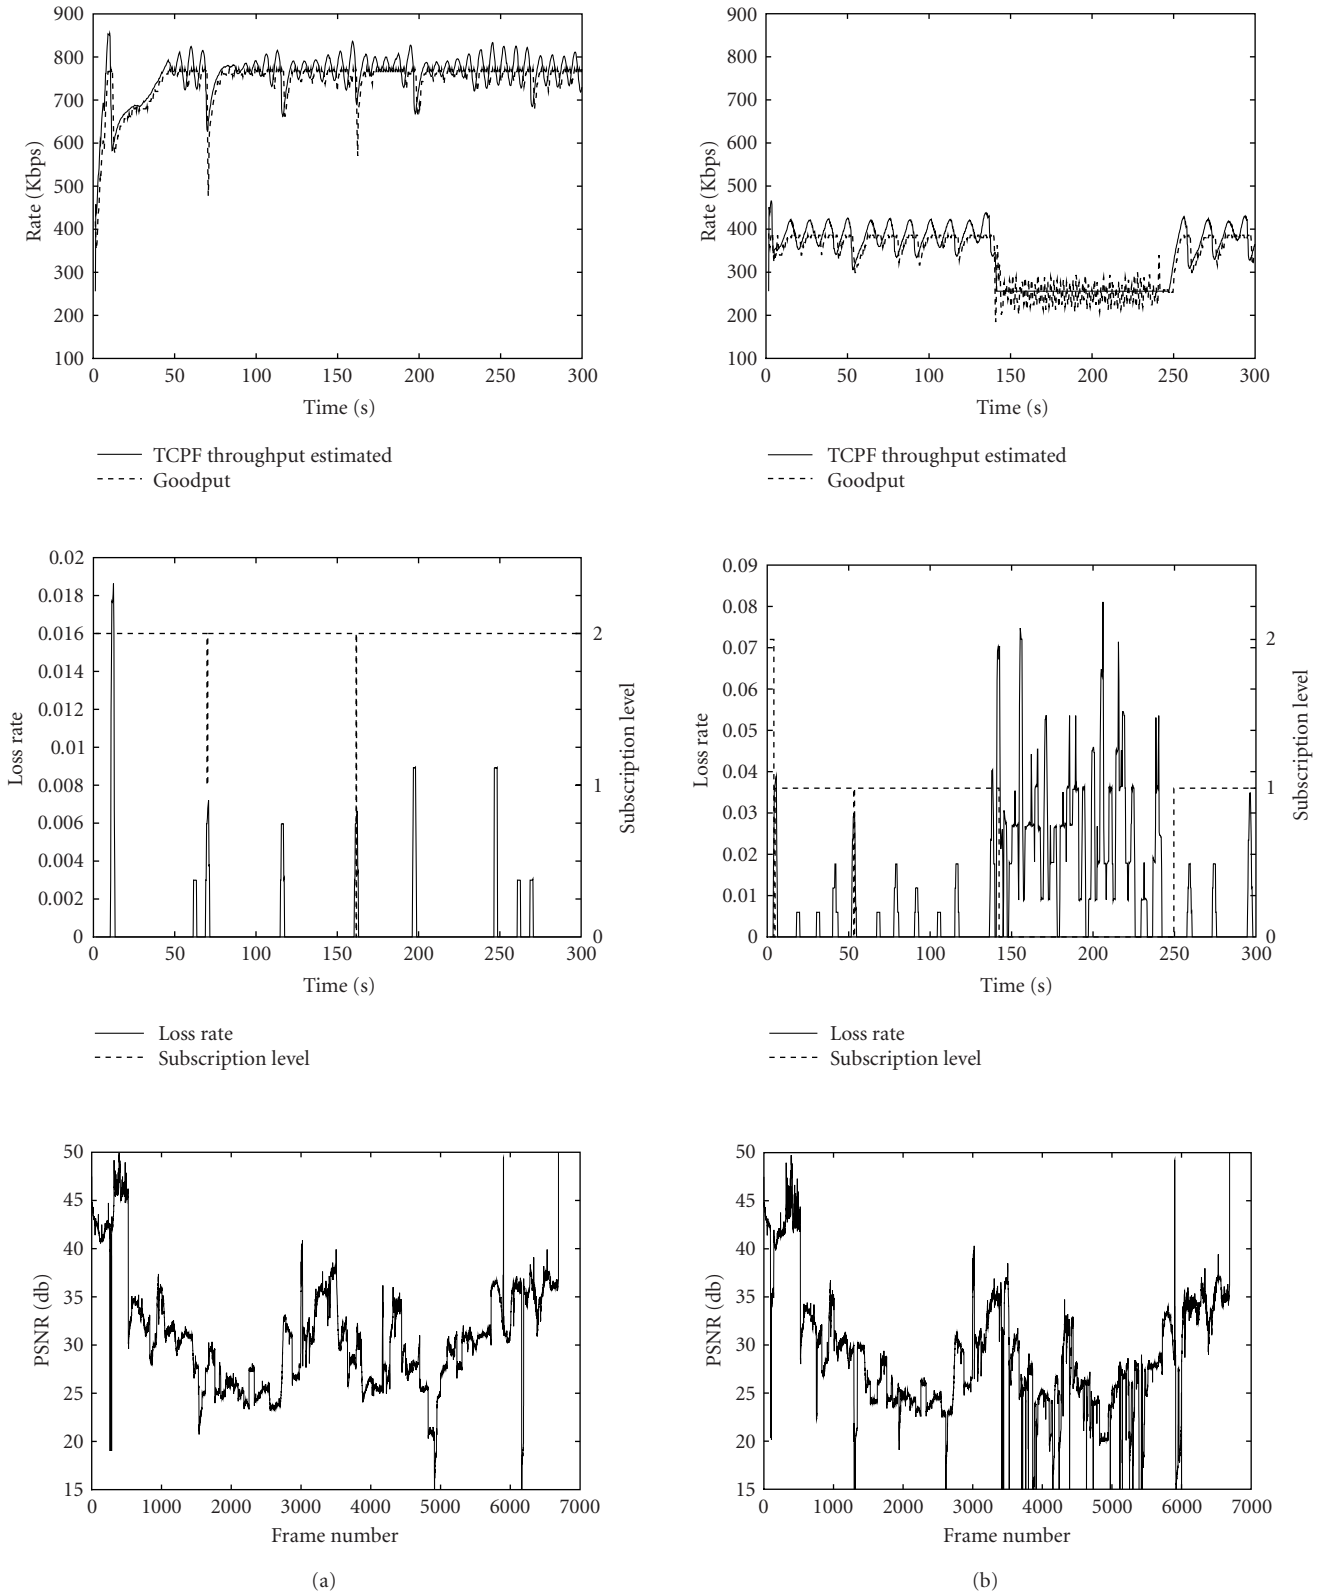 900
800
700
600
500
400
300
200
100
Rate (Kbps)
0 50 100 150 200 250 300
Time (s)
TCPF throughput estimated
Goodput
900
800
700
600
500
400
300
200
100
Rate (Kbps)
0 50 100 150 200 250 300
Time (s)
TCPF throughput estimated
Goodput
0.02
0.018
0.016
0.014
0.012
0.01
0.008
0.006
0.004
0.002
0
Loss rate
2
1
0
Subscription level
0 50 100 150 200 250 300
Time (s)
Loss rate
Subscription level
0.09
0.08
0.07
0.06
0.05
0.04
0.03
0.02
0.01
0
Loss rate
2
1
0
Subscription level
0 50 100 150 200 250 300
Time (s)
Loss rate
Subscription level
50
45
40
35
30
25
20
15
PSNR (db)
0 1000 2000 3000 4000 5000 6000 7000
Frame number
(a)
50
45
40
35
30
25
20
15
PSNR (db)
0 1000 2000 3000 4000 5000 6000 7000
Frame number
(b)